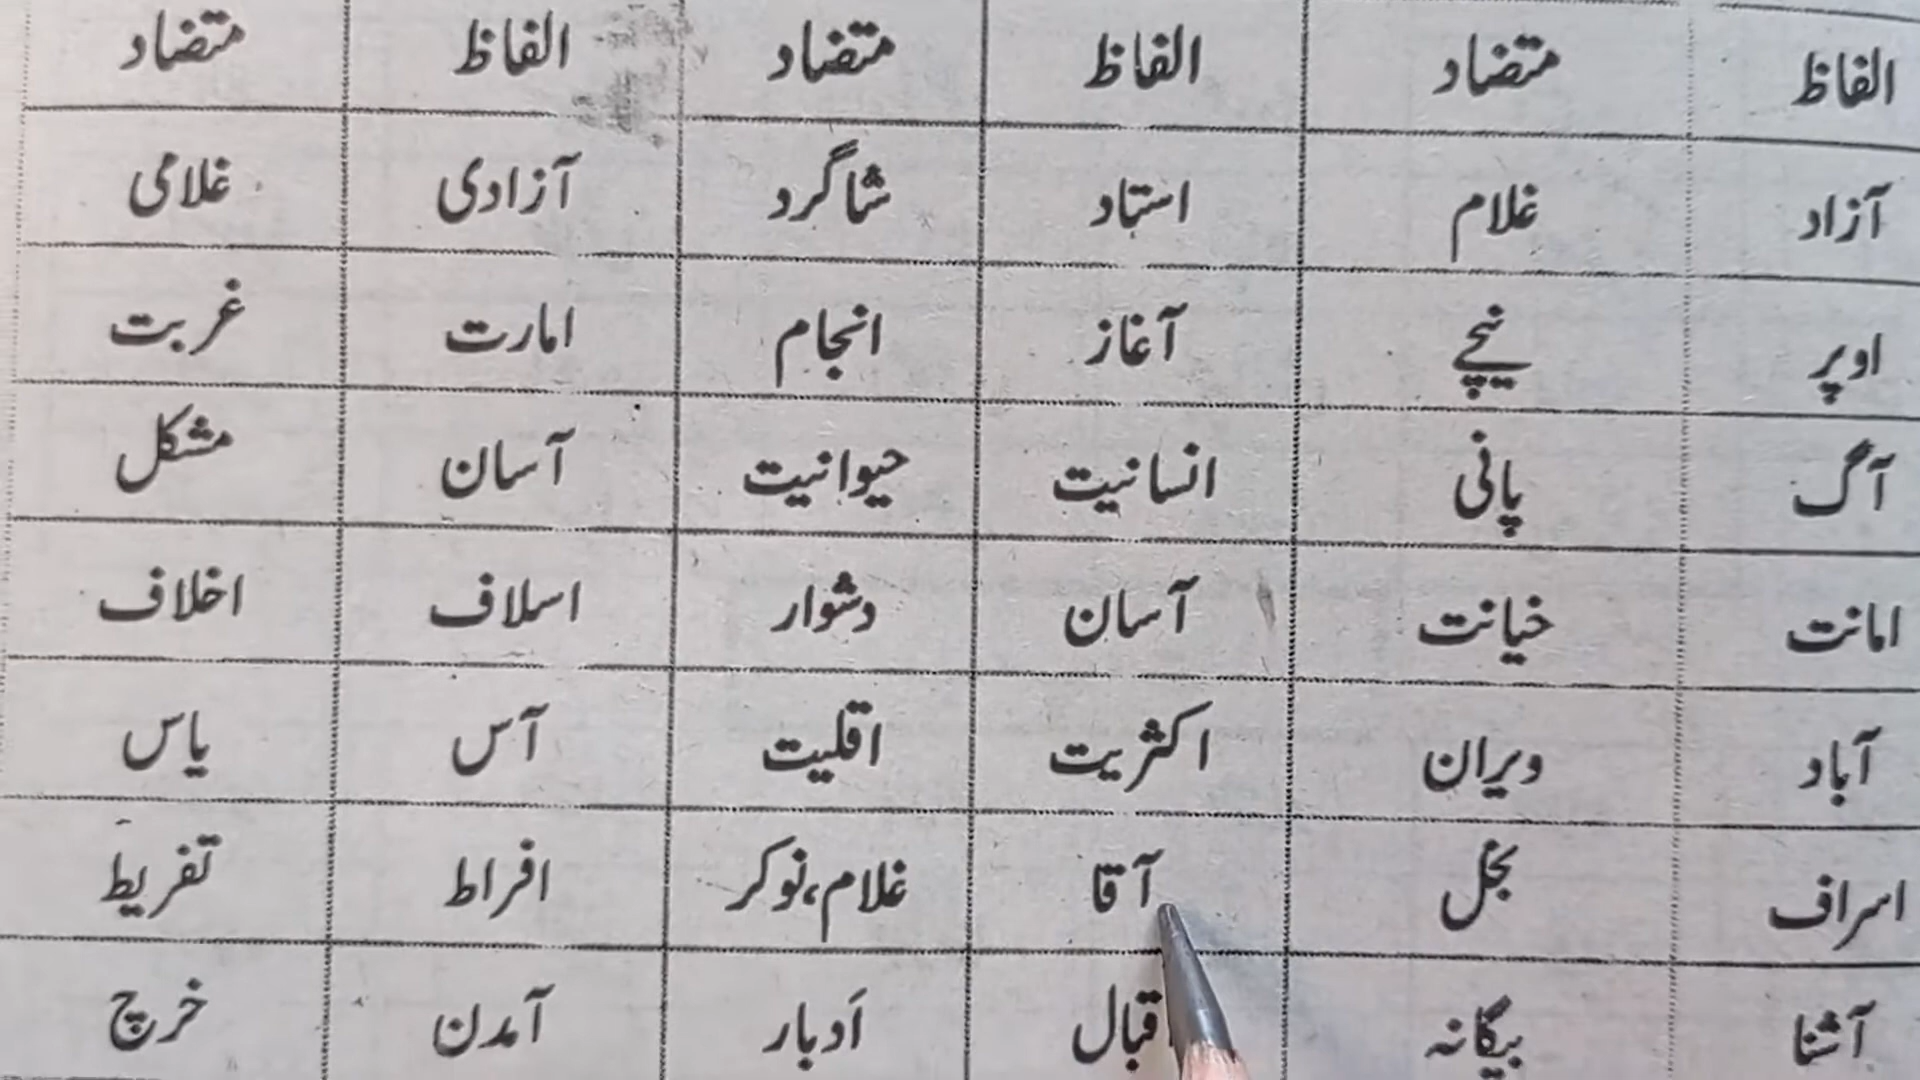 الفاظ متضاد الفاظ متضاد الفاظ متضاد
آزاد غلام استاد شاگرد آزادی غلامی
اوپر نیچے آغاز انجام امارت غربت
آگ پانی انسانیت حیوانیت آسان مشکل
امانت خیانت آسان دشوار اسلاف اخلاف
آباد ویران اکثریت اقلیت آس یاس
اسراف بخل آقا غلام،نوکر افراط تفریط
آشنا بیگانہ اقبال اَدبار آمدن خرچ